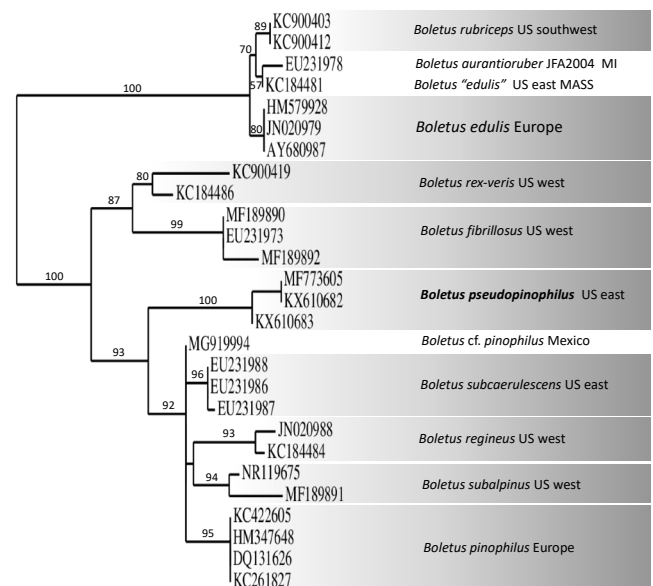 89
KC900403
KC900412
Boletus rubriceps US southwest
70
EU231978
Boletus aurantioruber JFA2004 MI
57
KC184481
Boletus “edulis” US east MASS
100
HM579928
JN020979
Boletus edulis Europe
80
AY680987
KC900419
80
KC184486
Boletus rex-veris US west
87
MF189890
99
EU231973
Boletus fibrillosus US west
MF189892
100
MF773605
100
KX610682
Boletus pseudopinophilus US east
KX610683
MG919994
Boletus cf. pinophilus Mexico
93
EU231988
96
EU231986
Boletus subcaerulescens US east
EU231987
92
JN020988
93
KC184484
Boletus regineus US west
NR119675
94
MF189891
Boletus subalpinus US west
KC422605
95
HM347648
Boletus pinophilus Europe
DQ131626
KC261827